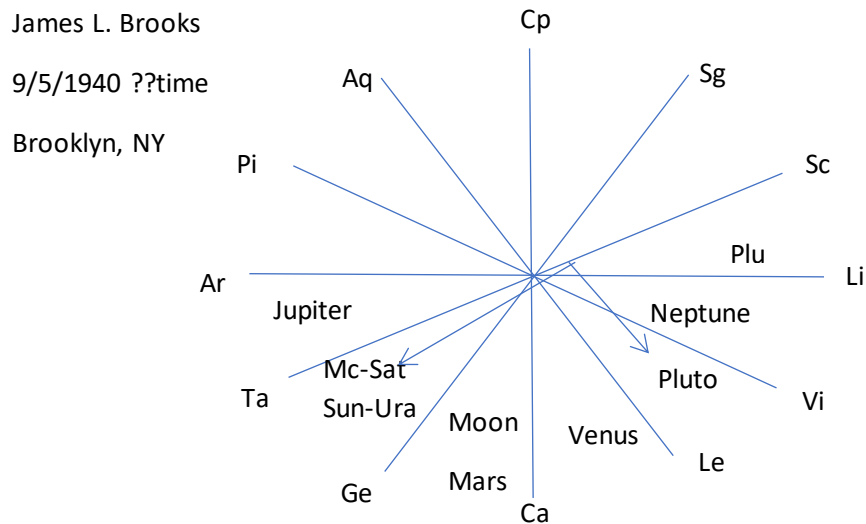 James L. Brooks
9/5/1940 ??time
Brooklyn, NY
Cp
Aq
Sg
Pi
Sc
Plu
Ar
Li
Jupiter
Neptune
Mc-Sat
Pluto
Ta
Vi
Sun-Ura
Moon
Venus
Le
Mars
Ge
Ca